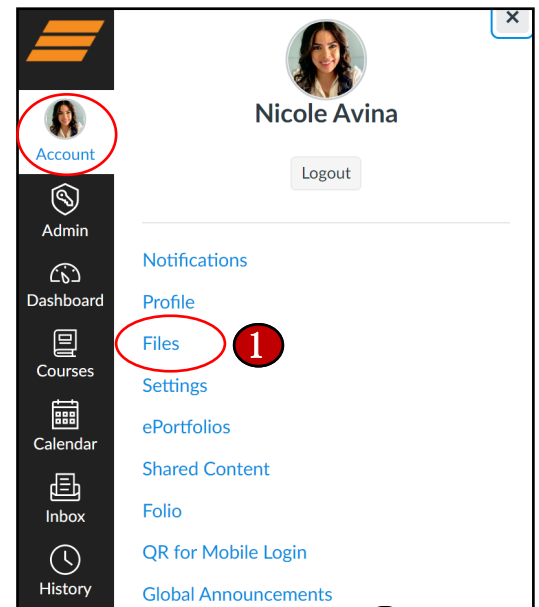 ×
Nicole Avina
Account
Logout
Admin
Notifications
Dashboard
Profile
Files
1
Courses
Settings
Calendar
ePortfolios
Shared Content
Inbox
Folio
QR for Mobile Login
History
Global Announcements